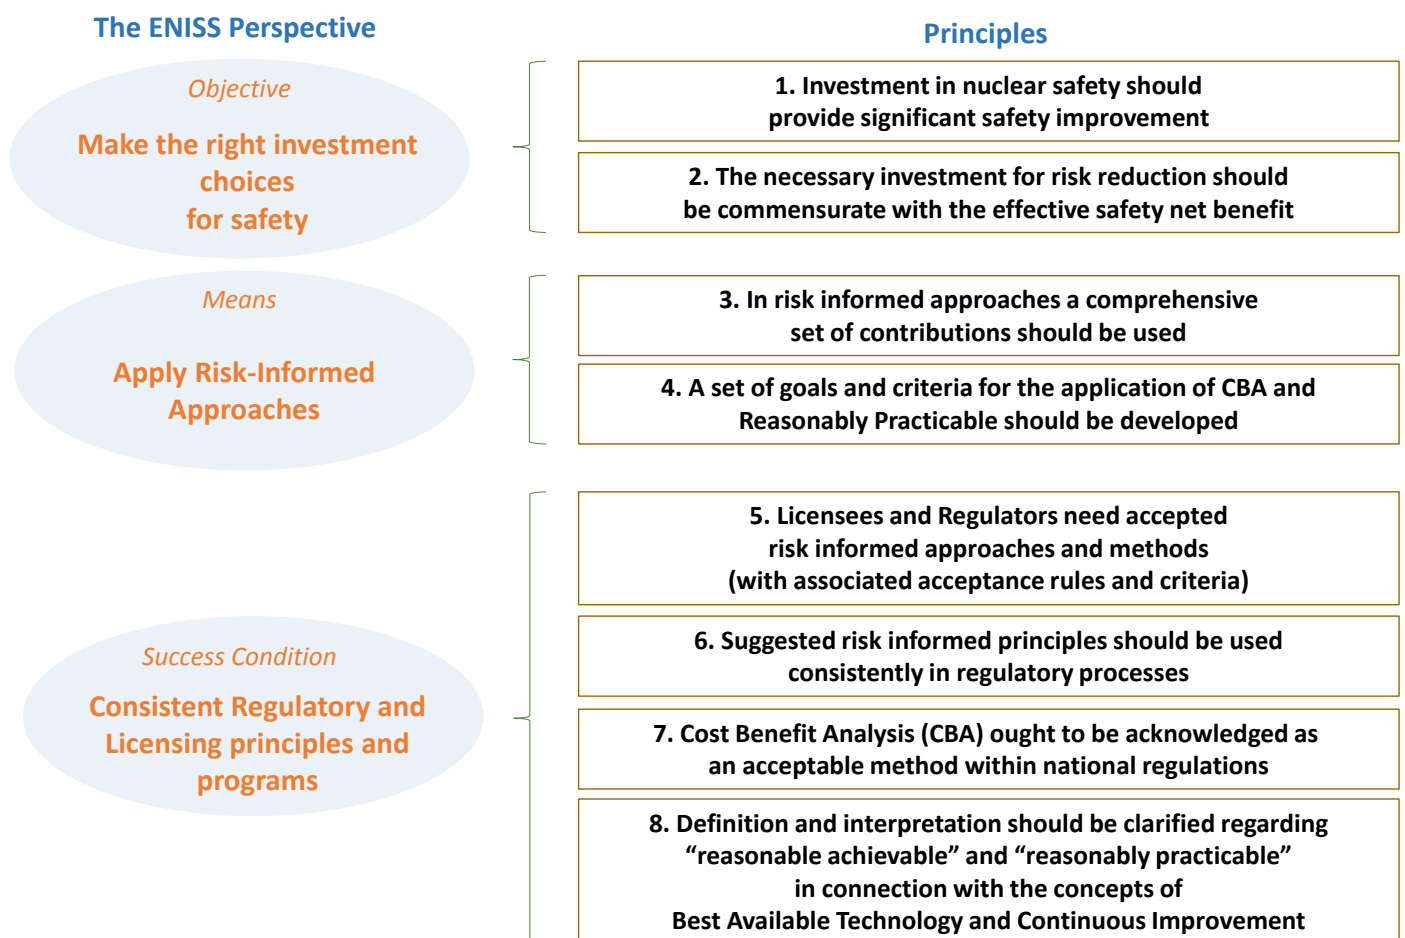 The ENISS Perspective
Principles
Objective
Make the right investment
choices
for safety
1. Investment in nuclear safety should
provide significant safety improvement
2. The necessary investment for risk reduction should
be commensurate with the effective safety net benefit
Means
Apply Risk-Informed
Approaches
3. In risk informed approaches a comprehensive
set of contributions should be used
4. A set of goals and criteria for the application of CBA and
Reasonably Practicable should be developed
Success Condition
Consistent Regulatory and
Licensing principles and
programs
5. Licensees and Regulators need accepted
risk informed approaches and methods
(with associated acceptance rules and criteria)
6. Suggested risk informed principles should be used
consistently in regulatory processes
7. Cost Benefit Analysis (CBA) ought to be acknowledged as
an acceptable method within national regulations
8. Definition and interpretation should be clarified regarding
“reasonable achievable” and “reasonably practicable”
in connection with the concepts of
Best Available Technology and Continuous Improvement